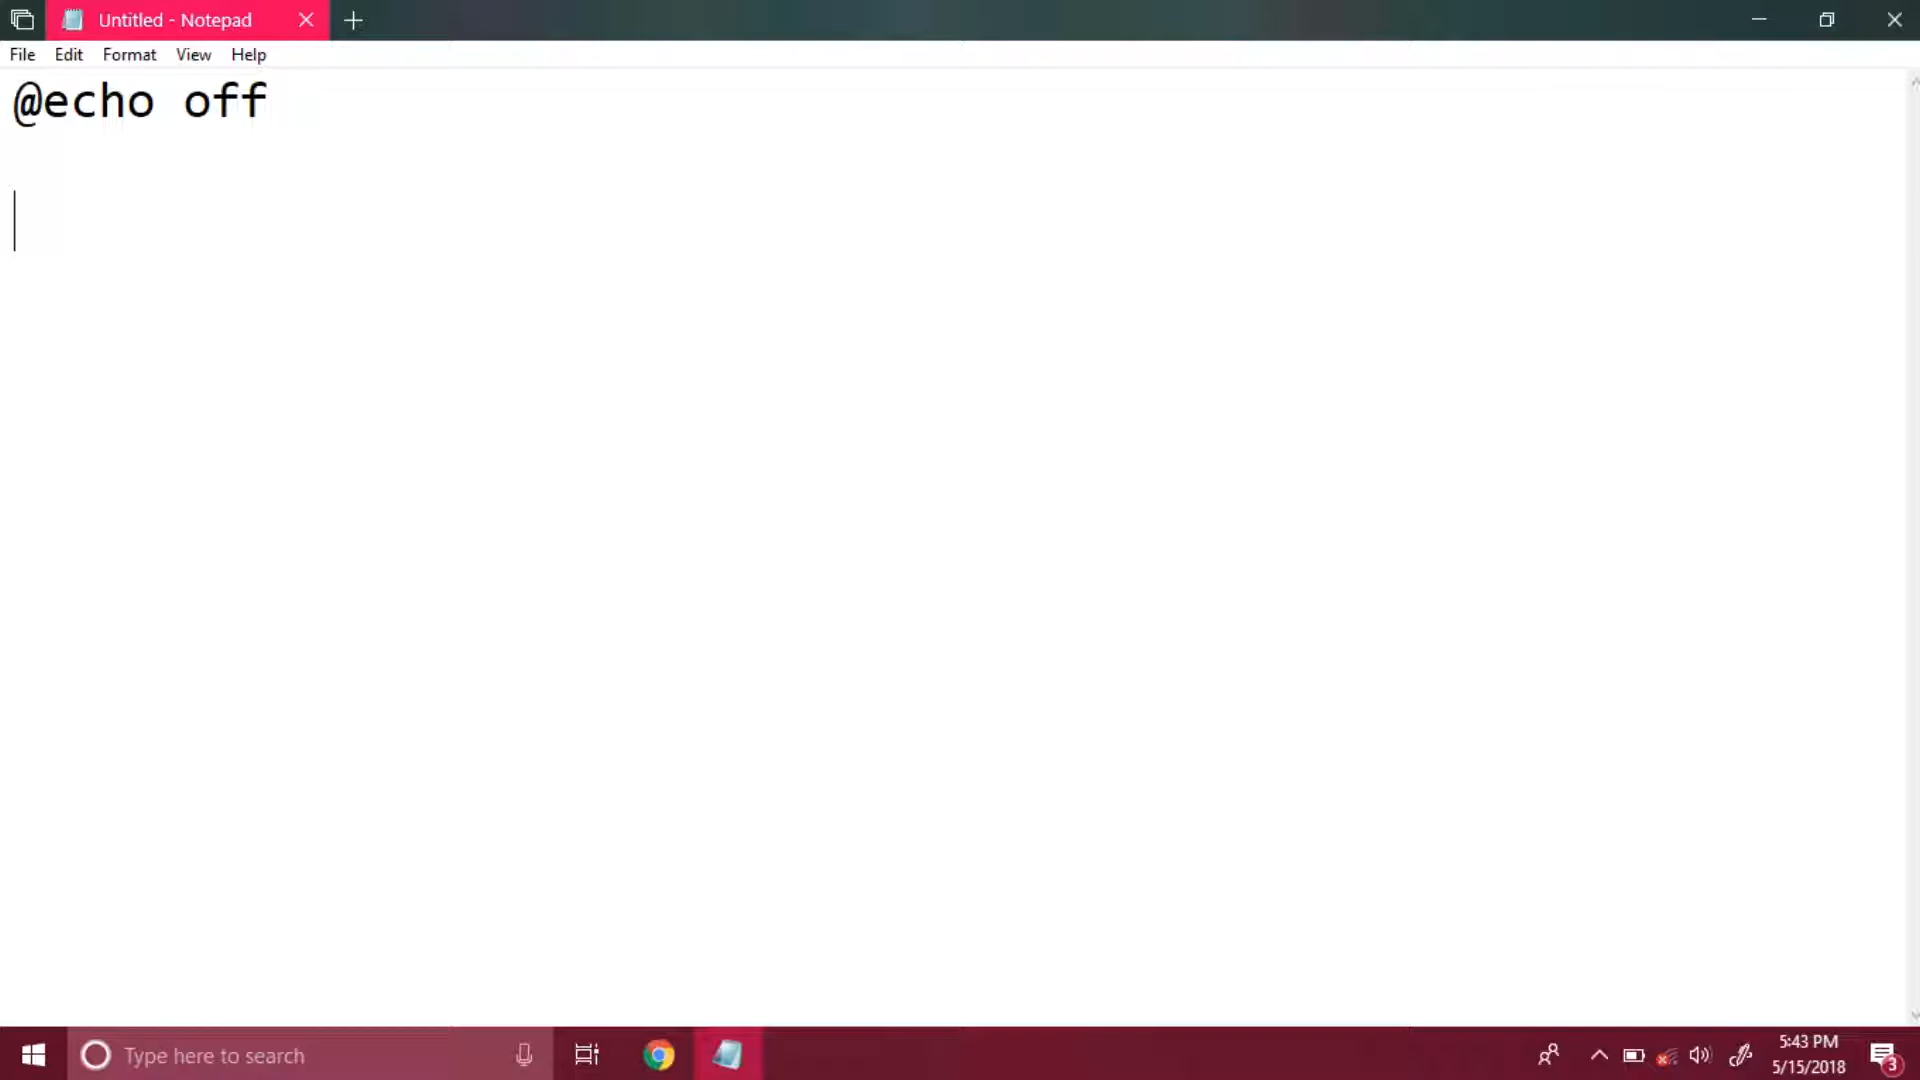 Untitled - Notepad
File Edit Format View Help
@echo off
Type here to search
5:43 PM
5/15/2018
3